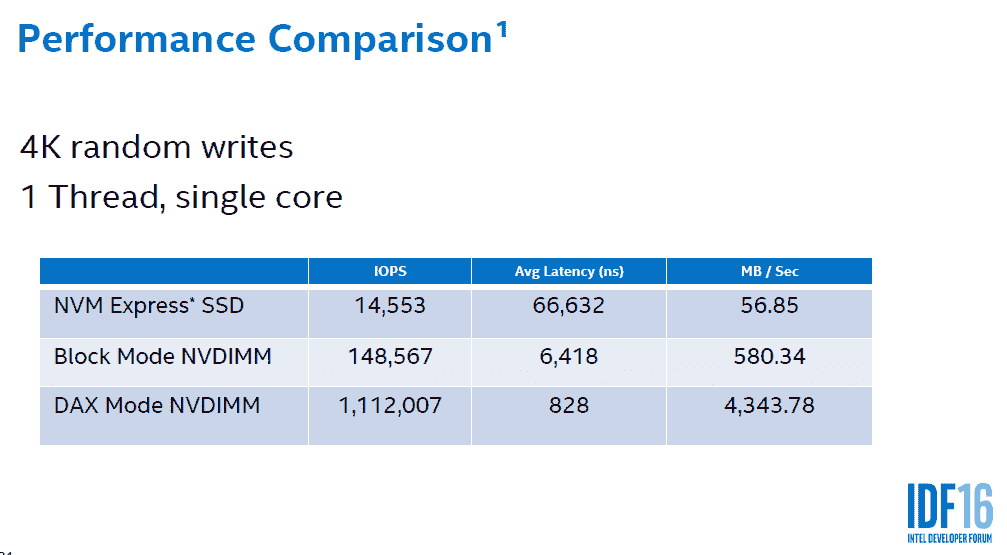 Performance Comparison¹
4K random writes
1 Thread, single core
IOPS Avg Latency (ns) MB / Sec
NVM Express* SSD 14,553 66,632 56.85
Block Mode NVDIMM 148,567 6,418 580.34
DAX Mode NVDIMM 1,112,007 828 4,343.78
IDF16
INTEL DEVELOPER FORUM